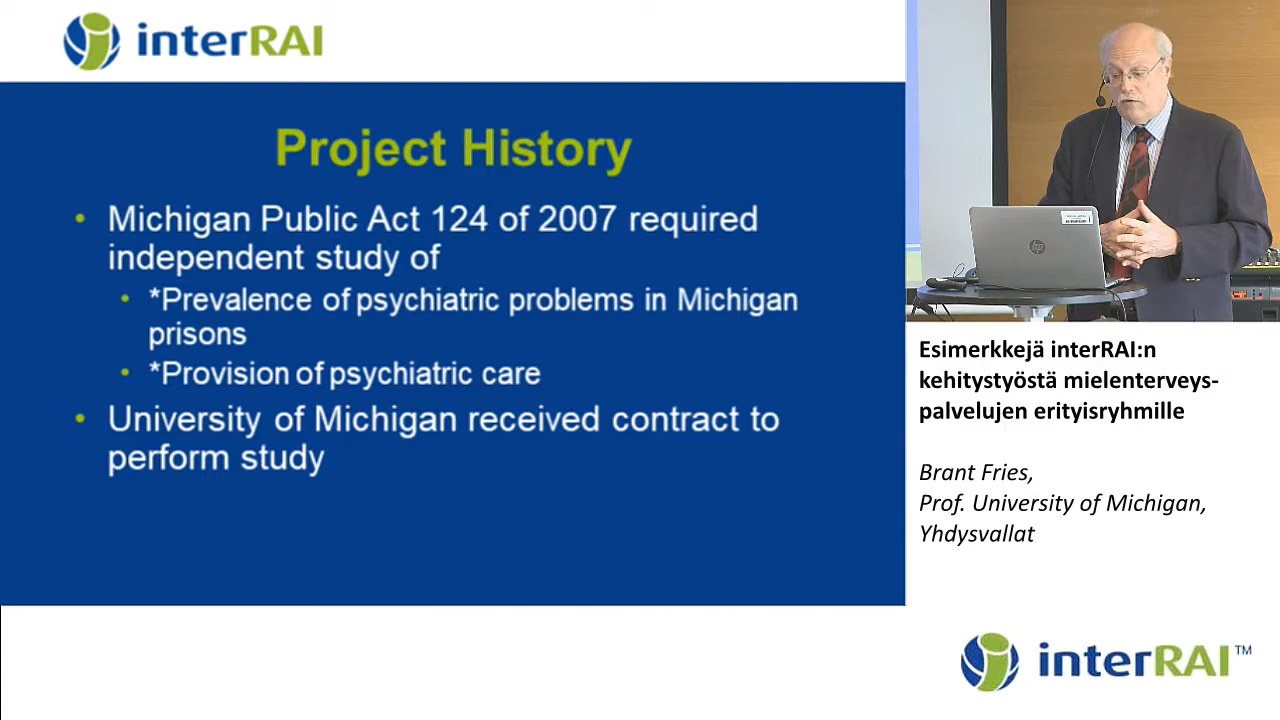 interRAI
Project History
• Michigan Public Act 124 of 2007 required
independent study of
• *Prevalence of psychiatric problems in Michigan
prisons
• *Provision of psychiatric care
• University of Michigan received contract to
perform study
hp
Esimerkkejä interRAI:n
kehitystyöstä mielenterveys-
palvelujen erityisryhmille
Brant Fries,
Prof. University of Michigan,
Yhdysvallat
interRAI™